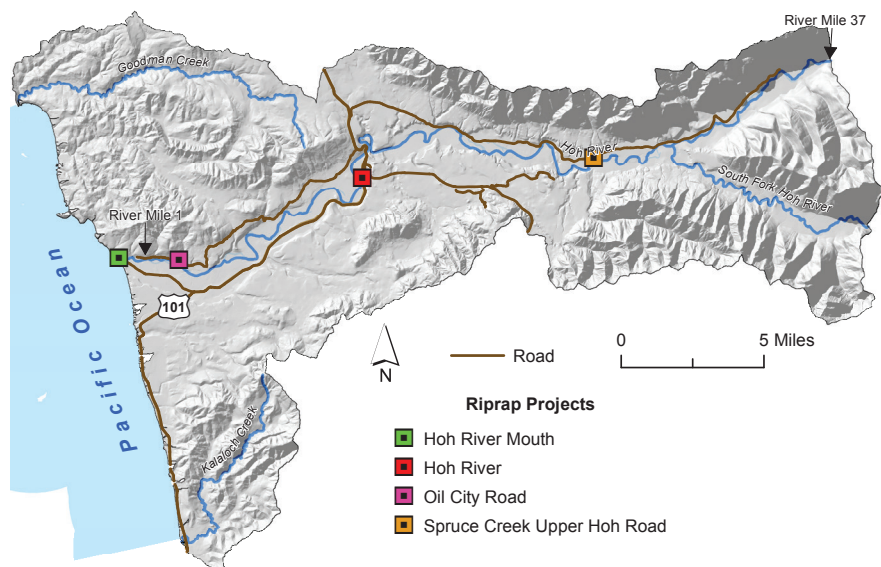 River Mile 37
Goodman Creek
Hoh River
South Fork Hoh River
River Mile 1
Pacific Ocean
101
0
5 Miles
N
Road
Riprap Projects
Kalaloch Creek
Hoh River Mouth
Hoh River
Oil City Road
Spruce Creek Upper Hoh Road